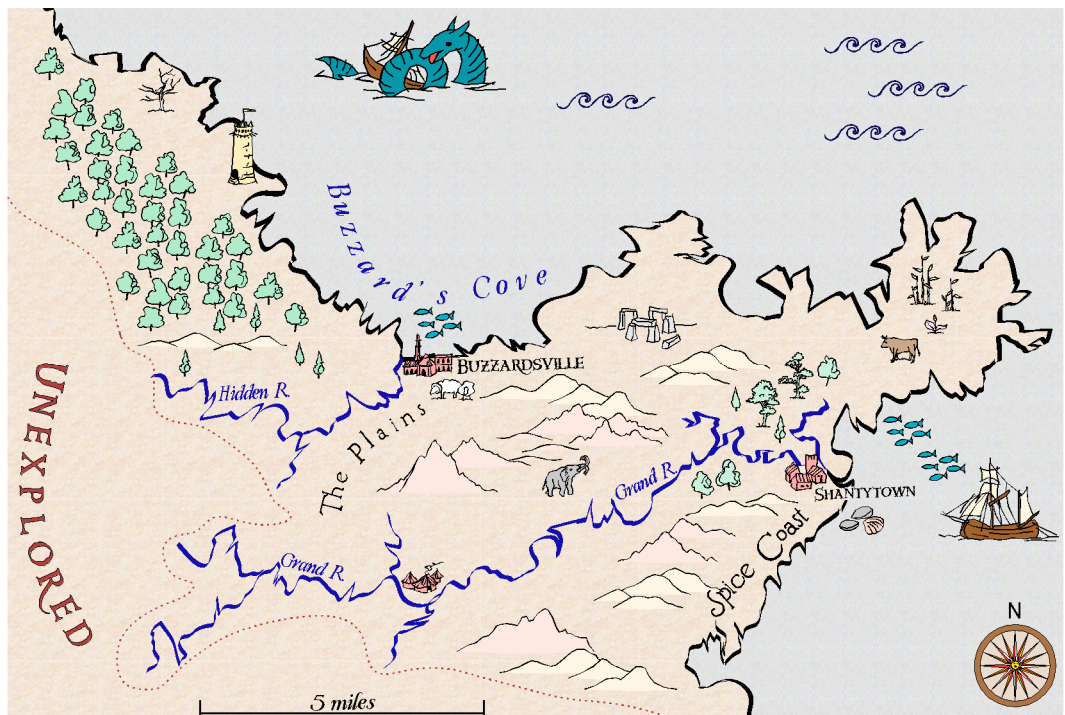 Buzzard's Cove
BUZZARDSVILLE
Hidden R.
The Plains
UNEXPLORED
Grand R.
SHANTYTOWN
Spice Coast
Grand R.
N
5 miles